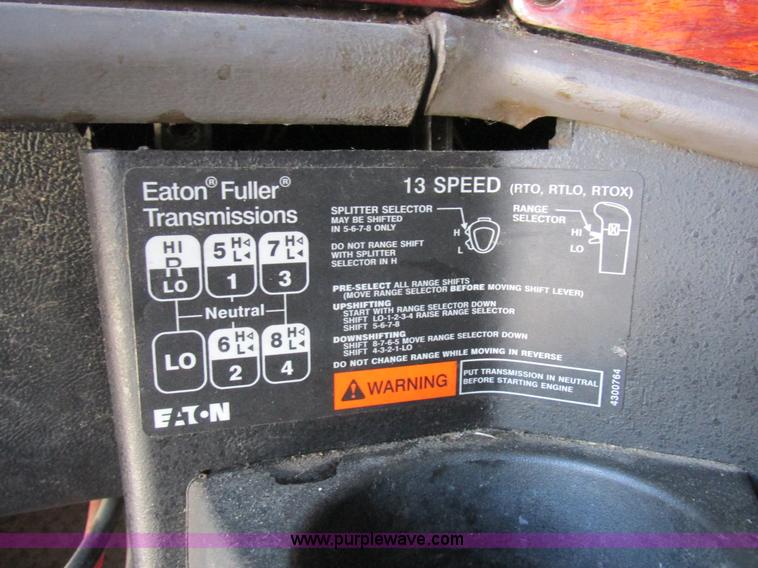 Eaton® Fuller®
Transmissions
13 SPEED (RTO, RTLO, RTOX)
SPLITTER SELECTOR
MAY BE SHIFTED
IN 5-6-7-8 ONLY
H
L
RANGE
SELECTOR
HI
LO
DO NOT RANGE SHIFT
WITH SPLITTER
SELECTOR IN H
HI
R
LO
5 H
L
1
7 H
L
3
Neutral
LO
6 H
L
2
8 H
L
4
PRE-SELECT ALL RANGE SHIFTS
(MOVE RANGE SELECTOR BEFORE MOVING SHIFT LEVER)
UPSHIFTING
START WITH RANGE SELECTOR DOWN
SHIFT LO-1-2-3-4 RAISE RANGE SELECTOR
SHIFT 5-6-7-8
DOWNSHIFTING
SHIFT 8-7-6-5 MOVE RANGE SELECTOR DOWN
SHIFT 4-3-2-1-LO
DO NOT CHANGE RANGE WHILE MOVING IN REVERSE
WARNING
PUT TRANSMISSION IN NEUTRAL
BEFORE STARTING ENGINE
4300764
EATON
www.purplewave.com